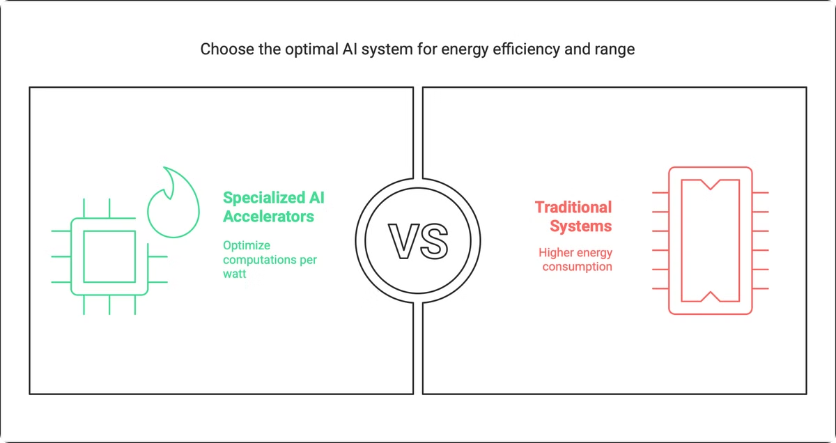 Choose the optimal AI system for energy efficiency and range
Specialized AI
Accelerators
Optimize
computations per
watt
VS
Traditional
Systems
Higher energy
consumption